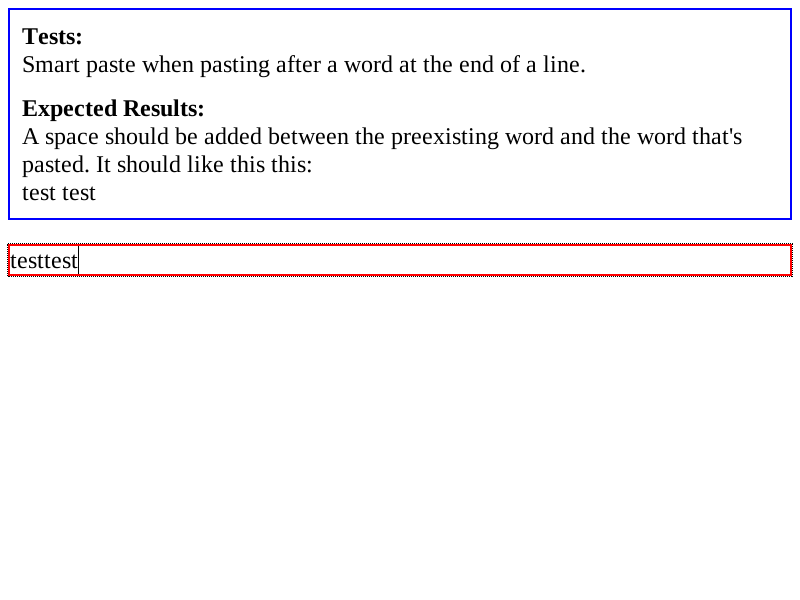 Tests:
Smart paste when pasting after a word at the end of a line.
Expected Results:
A space should be added between the preexisting word and the word that's
pasted. It should like this this:
test test
testtest